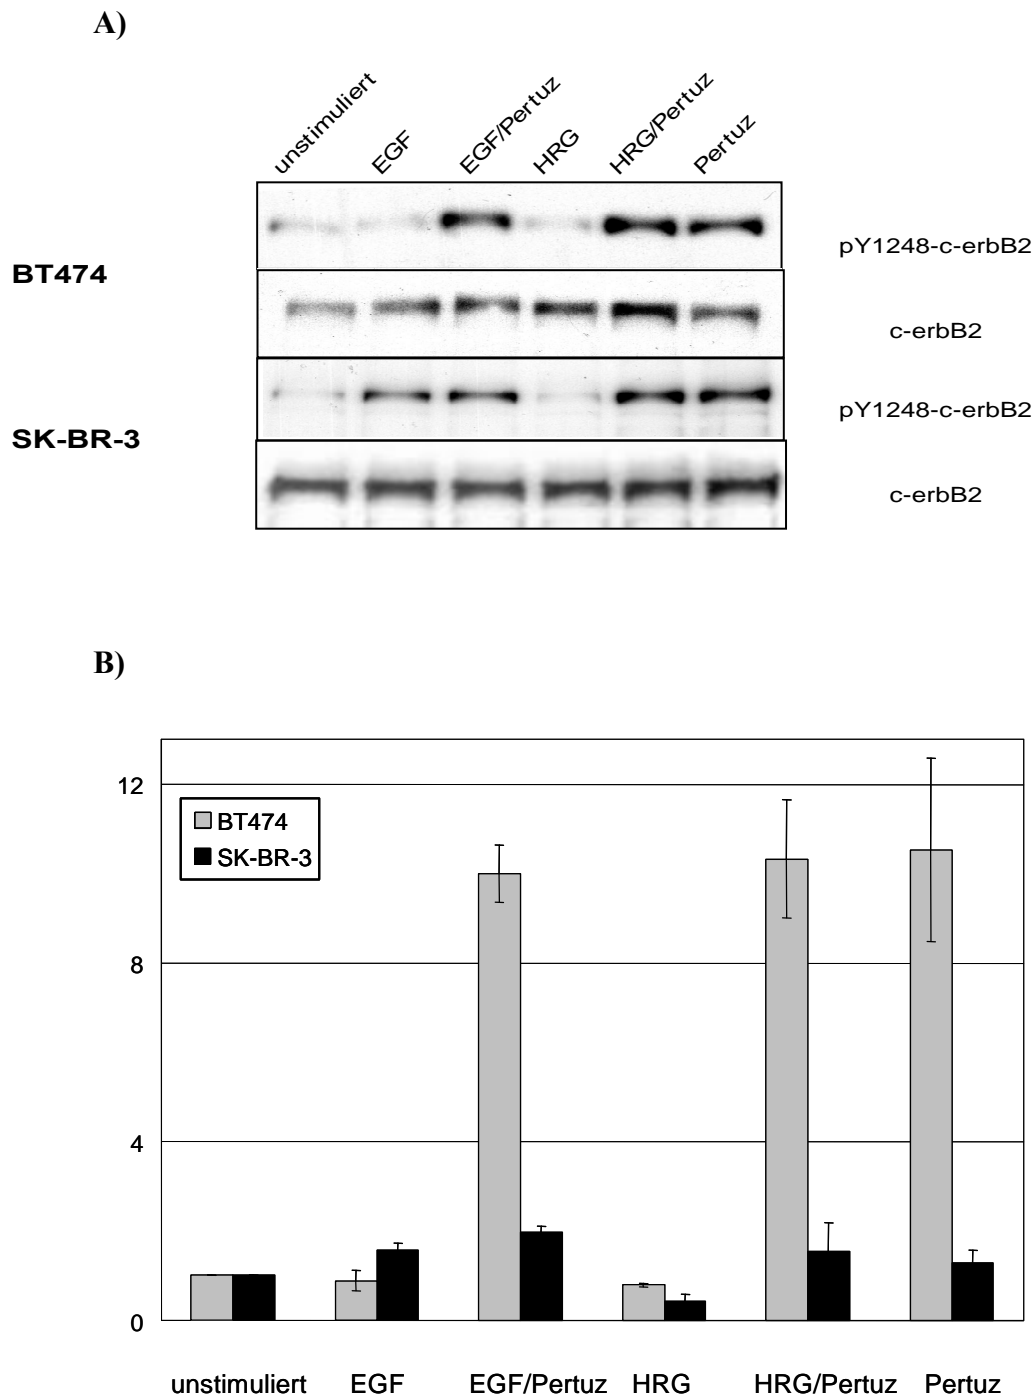 A)
unstimuliert EGF EGF/Pertuz HRG HRG/Pertuz Pertuz
BT474
pY1248-c-erbB2
c-erbB2
SK-BR-3
pY1248-c-erbB2
c-erbB2
B)
12
8
4
0
BT474
SK-BR-3
unstimuliert EGF EGF/Pertuz HRG HRG/Pertuz Pertuz